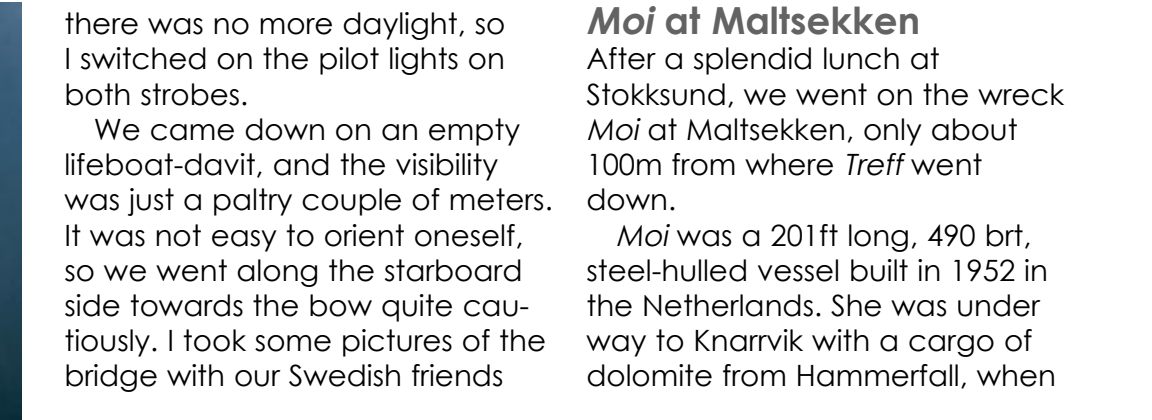 there was no more daylight, so
I switched on the pilot lights on
both strobes.
We came down on an empty
lifeboat-davit, and the visibility
was just a paltry couple of meters.
It was not easy to orient oneself,
so we went along the starboard
side towards the bow quite cau-
tiously. I took some pictures of the
bridge with our Swedish friends
Moi at Maltsekken
After a splendid lunch at
Stokksund, we went on the wreck
Moi at Maltsekken, only about
100m from where Treff went
down.
Moi was a 201ft long, 490 brt,
steel-hulled vessel built in 1952 in
the Netherlands. She was under
way to Knarrvik with a cargo of
dolomite from Hammerfall, when